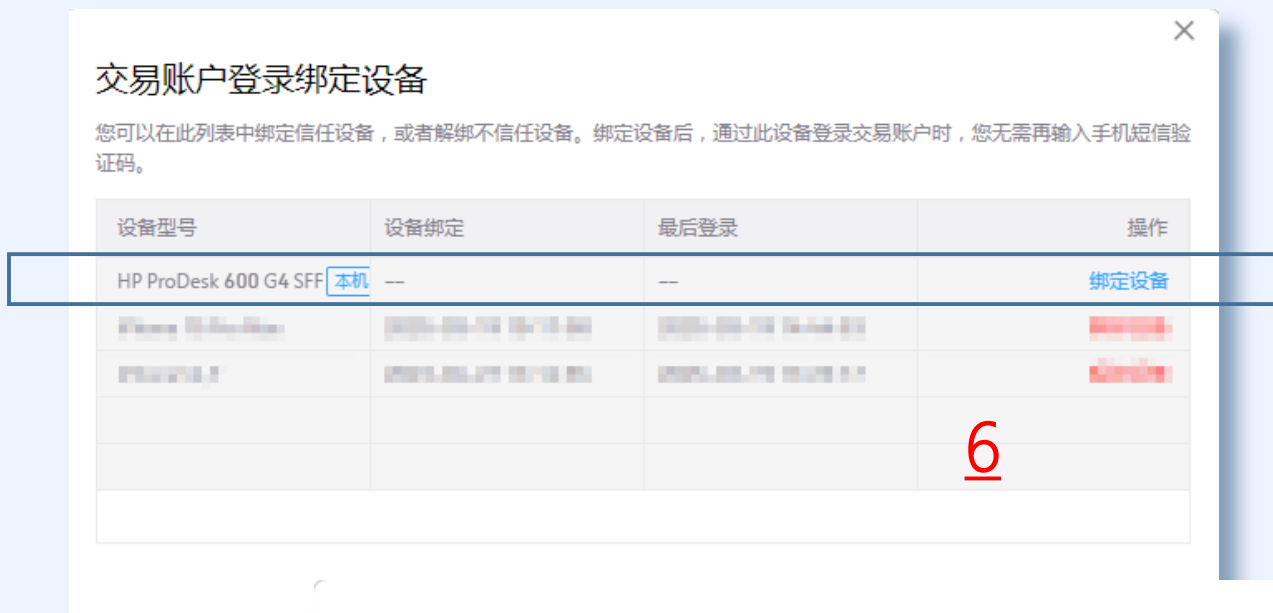 交易账户登录绑定设备
您可以在此列表中绑定信任设备，或者解绑不信任设备。绑定设备后，通过此设备登录交易账户时，您无需再输入手机短信验
证码。
设备型号 设备绑定 最后登录 操作
HP ProDesk 600 G4 SFF 本机 -- -- 绑定设备
6